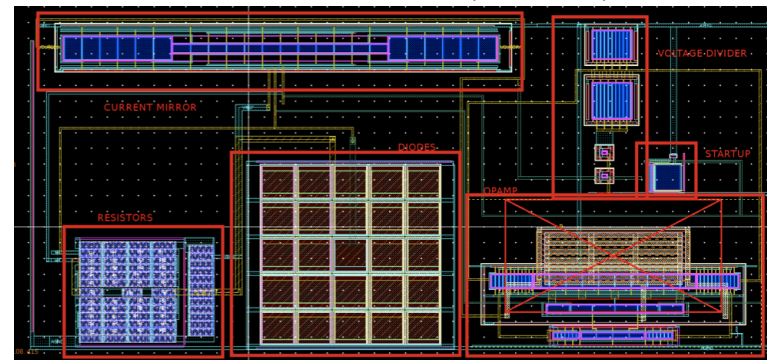 VOLTAGE DIVIDER
CURRENT MIRROR
DIODES
STARTUP
OPAMP
RESISTORS